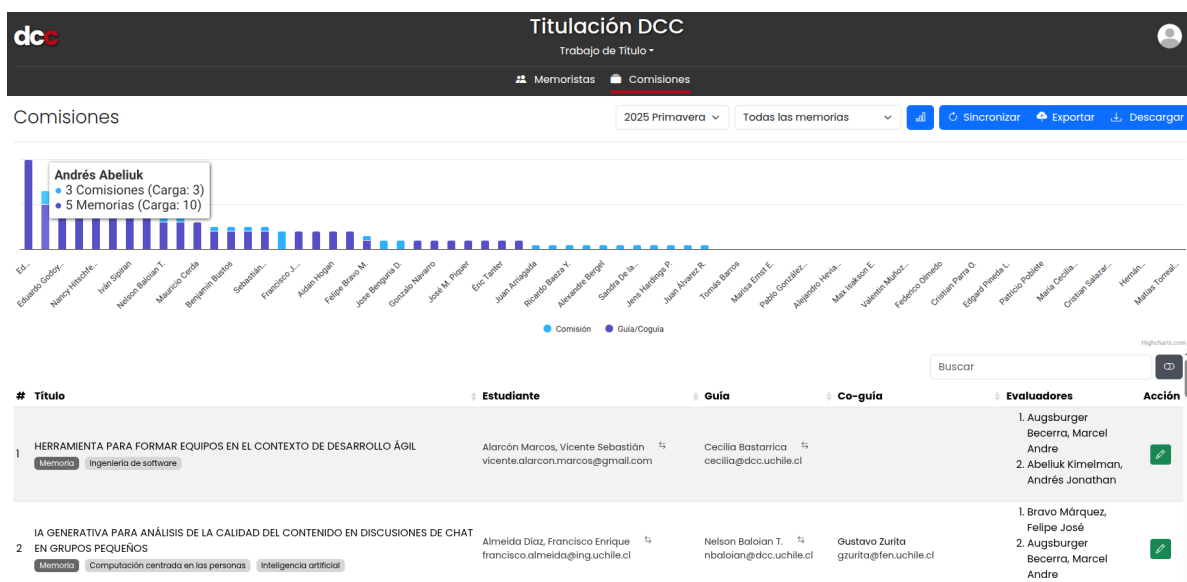 dcc
Titulación DCC
Trabajo de Título
Memoristas
Comisiones
Comisiones
2025 Primavera
Todas las memorias
Sincronizar
Exportar
Descargar
Andrés Abeliuk
3 Comisiones (Carga: 3)
5 Memorias (Carga: 10)
Ed...
Eduardo Godoy...
Nancy Hitschfe...
Iván Sipiran
Nelson Baloian T.
Mauricio Cerda
Benjamin Bustos
Sebastián...
Francisco J...
Aidan Hogan
Felipe Bravo M.
Jose Benguria D.
Gonzalo Navarro
José M. Piquer
Éric Tanter
Juan Arriagada
Ricardo Baeza Y.
Alexandre Bergel
Sandra De la...
Jens Hardings P.
Juan Álvarez R.
Tomás Barros
Marisa Ernst E.
Pablo González...
Alejandro Hevia...
Max Isakson E.
Valentin Muñoz...
Federico Olmedo
Cristian Parra O.
Edgard Pineda L.
Patricio Poblete
María Cecilia...
Cristian Salazar...
Hernán...
Matías Torreal...
Comisión
Guía/Coguía
Highcharts.com
Buscar
# Título Estudiante Guía Co-guía Evaluadores Acción
1
HERRAMIENTA PARA FORMAR EQUIPOS EN EL CONTEXTO DE DESARROLLO ÁGIL
Memoria Ingeniería de software
Alarcón Marcos, Vicente Sebastián
vicente.alarcon.marcos@gmail.com
Cecilia Bastarrica
cecilia@dcc.uchile.cl
1. Augsburger
Becerra, Marcel
Andre
2. Abeliuk Kimelman,
Andrés Jonathan
2
IA GENERATIVA PARA ANÁLISIS DE LA CALIDAD DEL CONTENIDO EN DISCUSIONES DE CHAT
EN GRUPOS PEQUEÑOS
Memoria Computación centrada en las personas Inteligencia artificial
Almeida Díaz, Francisco Enrique
francisco.almeida@ing.uchile.cl
Nelson Baloian T.
nbaloian@dcc.uchile.cl
Gustavo Zurita
gzurita@fen.uchile.cl
1. Bravo Márquez,
Felipe José
2. Augsburger
Becerra, Marcel
Andre